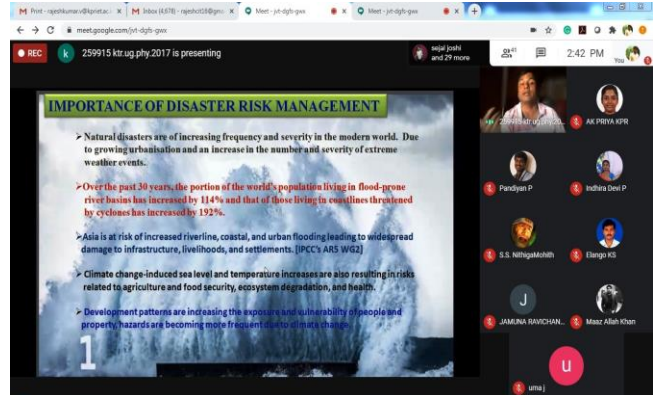 Print - rajeshkumar.v@kpriet.ac.
Inbox (4,678) - rajeshcit18@gm
Meet - jvt-dgfs-gwx
Meet - jvt-dgfs-gwx
meet.google.com/jvt-dgfs-gwx
REC
k
259915 ktr.ug.phy.2017 is presenting
sejal joshi
and 29 more
41
2:42 PM
You
IMPORTANCE OF DISASTER RISK MANAGEMENT
➢Natural disasters are of increasing frequency and severity in the modern world. Due
to growing urbanisation and an increase in the number and severity of extreme
weather events.
➢Over the past 30 years, the portion of the world's population living in flood-prone
river basins has increased by 114% and that of those living in coastlines threatened
by cyclones has increased by 192%.
➢Asia is at risk of increased riverline, coastal, and urban flooding leading to widespread
damage to infrastructure, livelihoods, and settlements. [IPCC's AR5 WG2]
➢ Climate change-induced sea level and temperature increases are also resulting in risks
related to agriculture and food security, ecosystem degradation, and health.
➢ Development patterns are increasing the exposure and vulnerability of people and
property, hazards are becoming more frequent due to climate change.
1
259915 ktr.ug.phy.20...
AK PRIYA KPR
Pandiyan P
Indhira Devi P
S.S. NithigaMohith
Elango KS
J
JAMUNA RAVICHAN...
Maaz Allah Khan
u
uma j